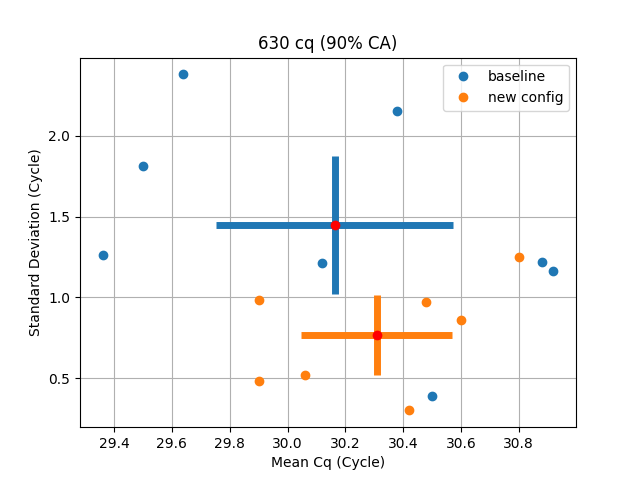 630 cq (90% CA)
baseline
new config
Standard Deviation (Cycle)
2.0
1.5
1.0
0.5
29.4 29.6 29.8 30.0 30.2 30.4 30.6 30.8
Mean Cq (Cycle)